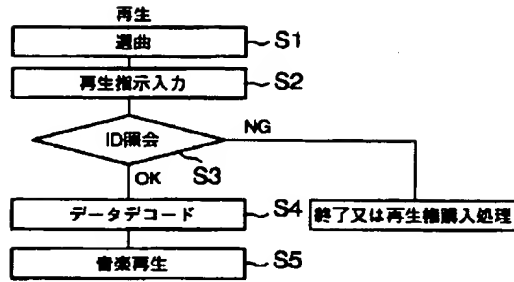 再生
選曲 S1
再生指示入力 S2
ID照会 NG
S3
OK
データデコード S4 終了又は再生権購入処理
音楽再生 S5